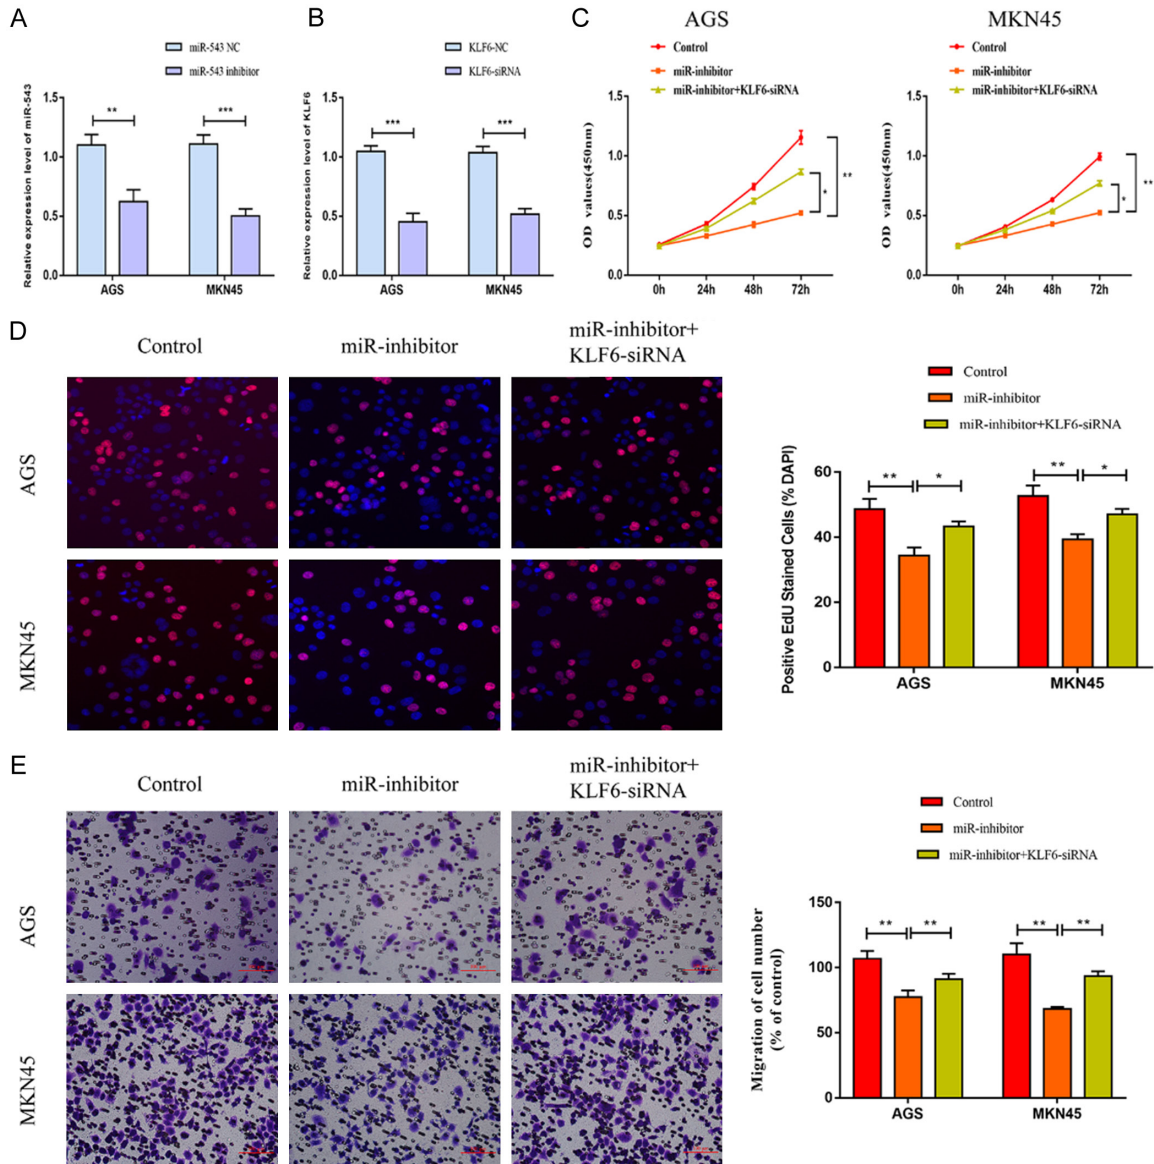 A
miR-543 NC
miR-543 inhibitor
Relative expression level of miR-543
1.5
1.0
0.5
0.0
**
***
AGS
MKN45
B
KLF6-NC
KLF6-siRNA
Relative expression level of KLF6
1.5
1.0
0.5
0.0
***
***
AGS
MKN45
C
AGS
Control
miR-inhibitor
miR-inhibitor+KLF6-siRNA
OD values(450nm)
1.5
1.0
0.5
0.0
*
**
0h
24h
48h
72h
MKN45
Control
miR-inhibitor
miR-inhibitor+KLF6-siRNA
OD values(450nm)
1.5
1.0
0.5
0.0
*
**
0h
24h
48h
72h
D
Control
miR-inhibitor
miR-inhibitor+
KLF6-siRNA
AGS
MKN45
Control
miR-inhibitor
miR-inhibitor+KLF6-siRNA
Positive EdU Stained Cells (% DAPI)
60
40
20
0
**
*
**
*
AGS
MKN45
E
Control
miR-inhibitor
miR-inhibitor+
KLF6-siRNA
AGS
MKN45
Control
miR-inhibitor
miR-inhibitor+KLF6-siRNA
Migration of cell number
(% of control)
150
100
50
0
**
**
**
**
AGS
MKN45